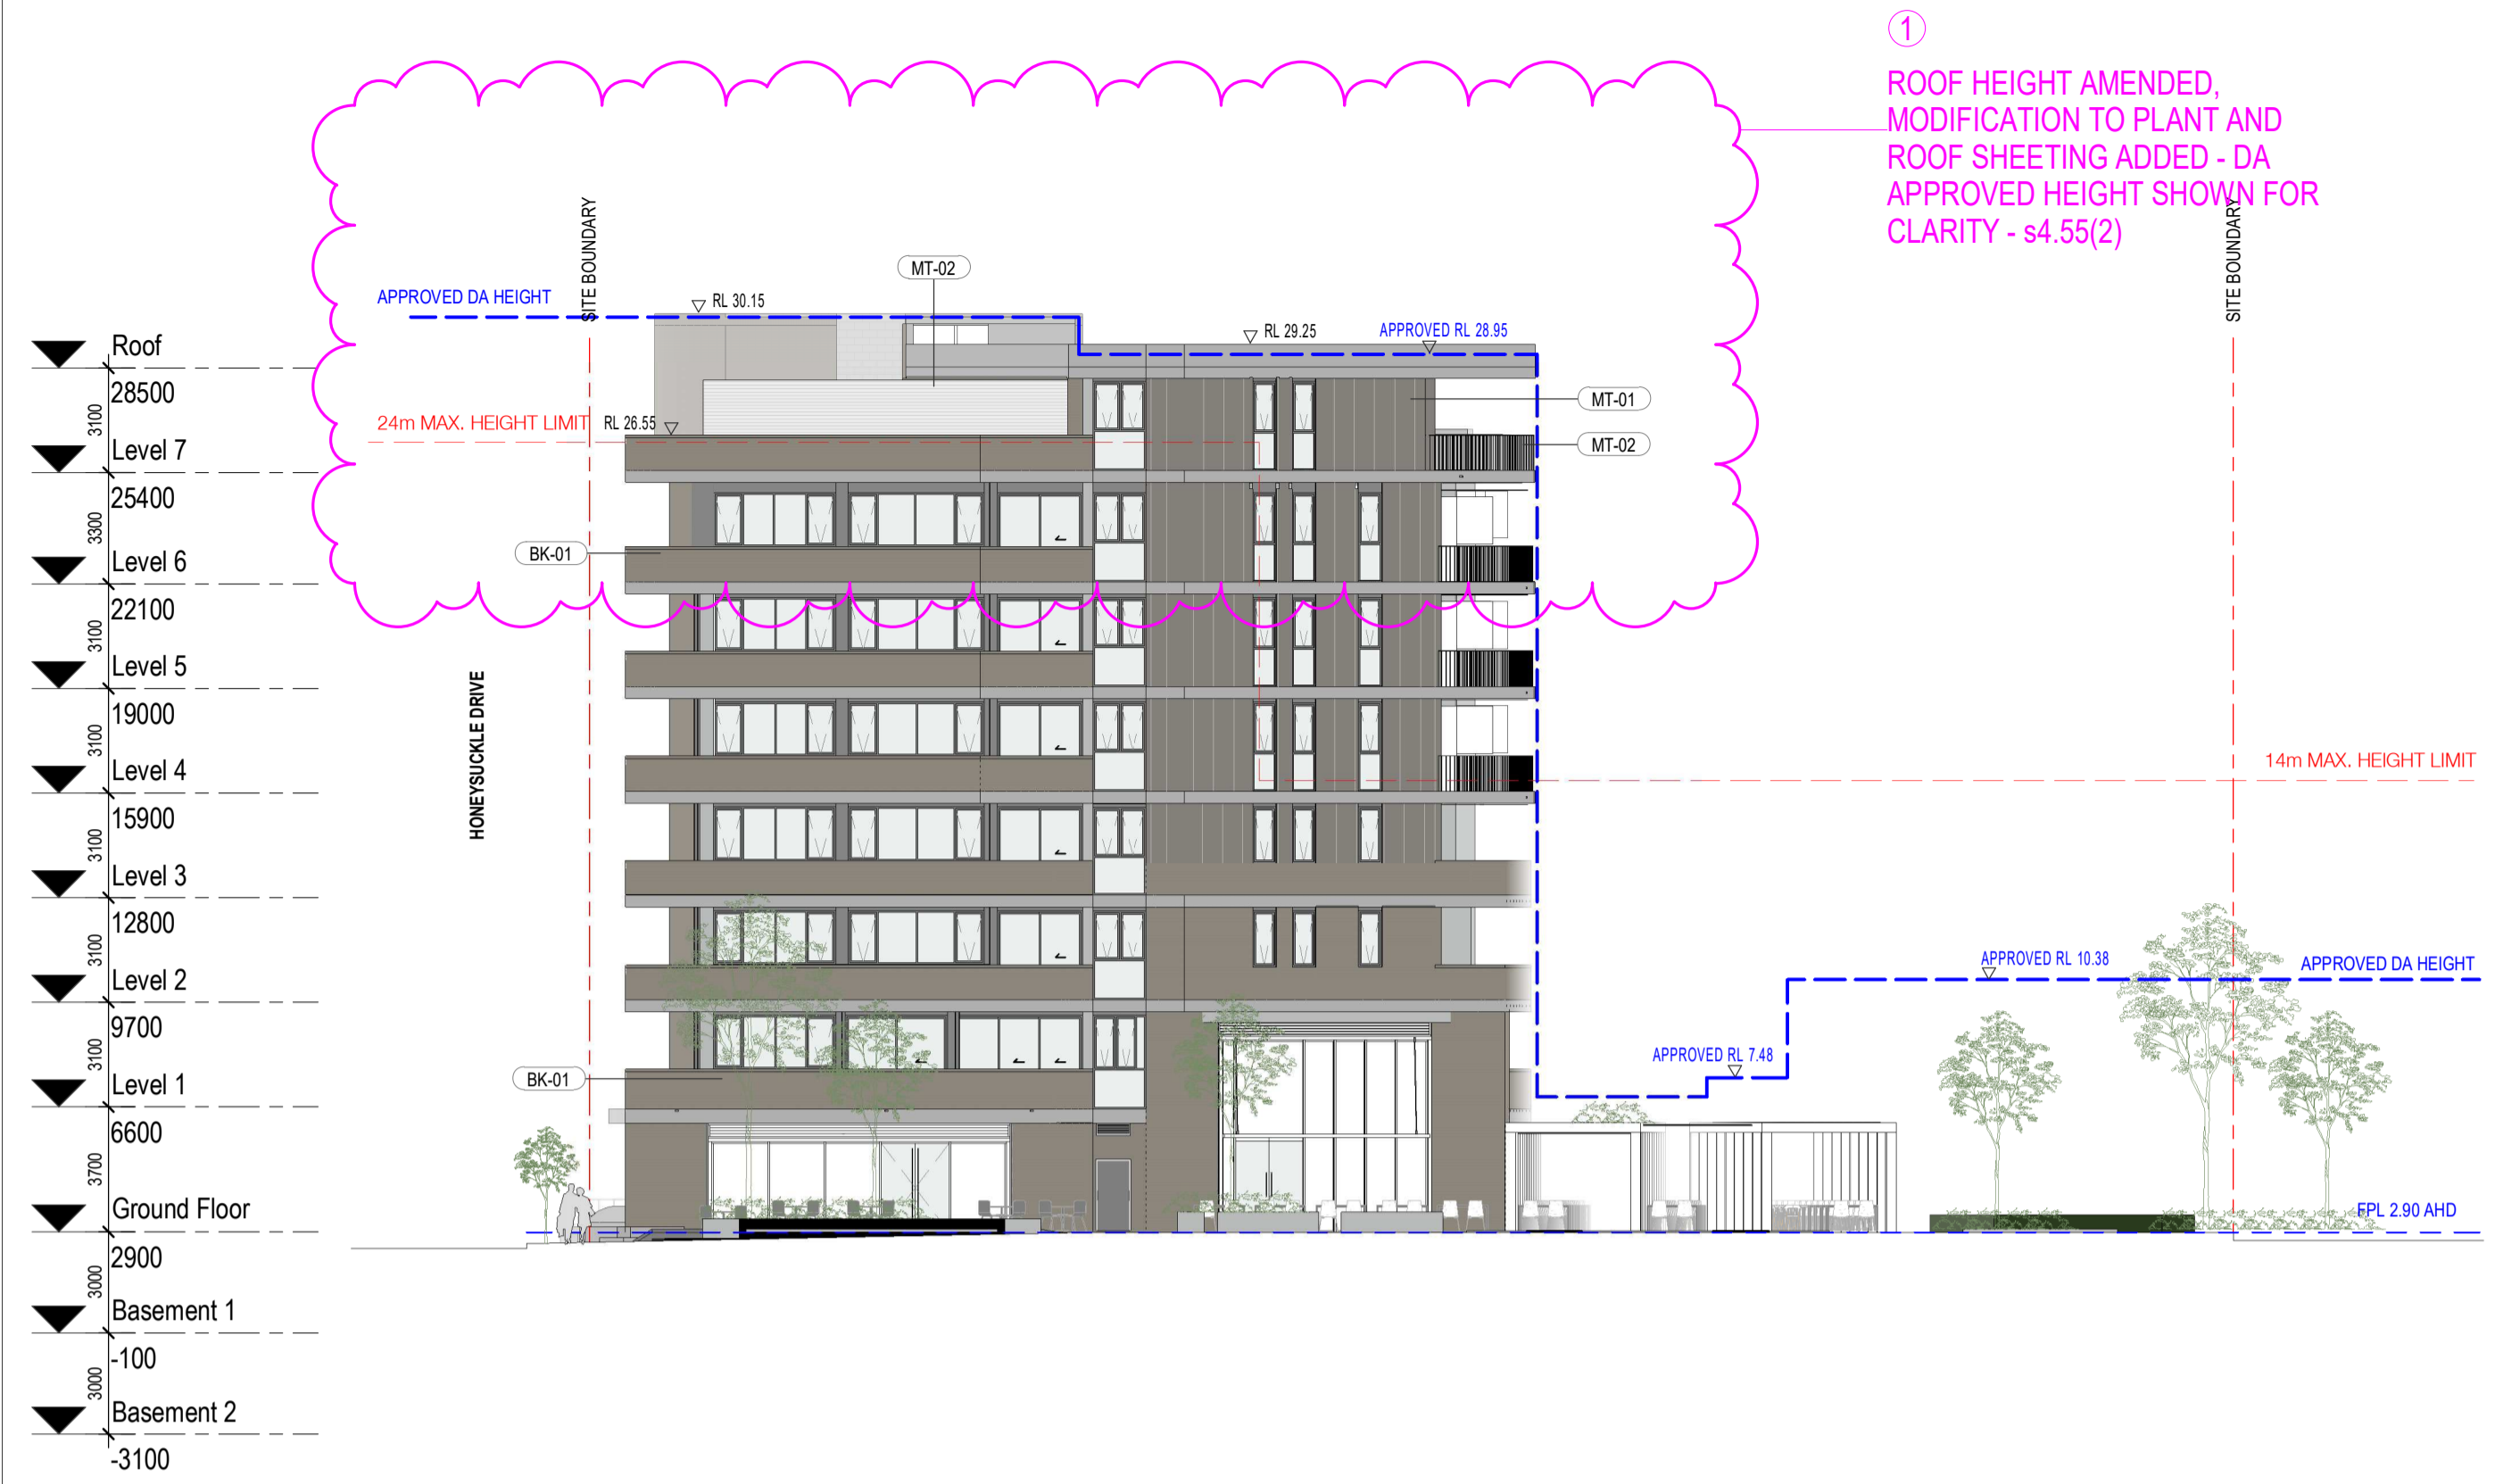 1
ROOF HEIGHT AMENDED,
MODIFICATION TO PLANT AND
ROOF SHEETING ADDED - DA
APPROVED HEIGHT SHOWN FOR
CLARITY - s4.55(2)
SITE BOUNDARY
SITE BOUNDARY
MT-02
APPROVED DA HEIGHT
RL 30.15
RL 29.25
APPROVED RL 28.95
Roof
28500
3100
MT-01
24m MAX. HEIGHT LIMIT
RL 26.55
MT-02
Level 7
25400
3300
BK-01
Level 6
22100
3100
Level 5
19000
3100
HONEYSUCKLE DRIVE
14m MAX. HEIGHT LIMIT
Level 4
15900
3100
Level 3
12800
3100
APPROVED RL 10.38
APPROVED DA HEIGHT
Level 2
9700
3100
APPROVED RL 7.48
BK-01
Level 1
6600
3700
Ground Floor
FPL 2.90 AHD
2900
3000
Basement 1
-100
3000
Basement 2
-3100